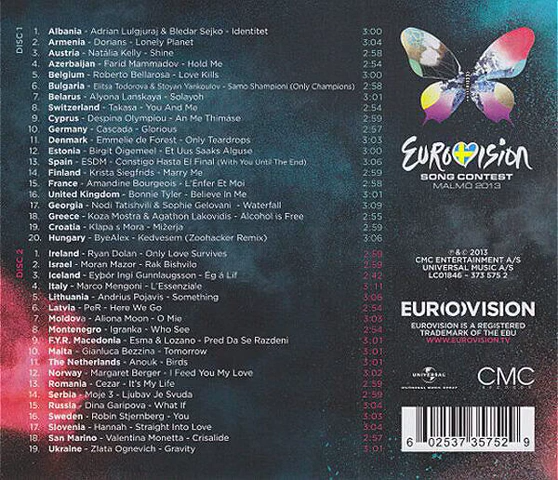 DISC 1
1. Albania - Adrian Lulgjuraj & Bledar Sejko - Identitet 3:00
2. Armenia - Dorians - Lonely Planet 3:04
3. Austria - Natália Kelly - Shine 2:58
4. Azerbaijan - Farid Mammadov - Hold Me 2:54
5. Belgium - Roberto Bellarosa - Love Kills
6. Bulgaria - Elitsa Todorova & Stoyan Yankoulov - Samo Shampioni (Only Champions) 2:58
7. Belarus - Alyona Lanskaya - Solayoh 3:01
8. Switzerland - Takasa - You And Me
9. Cyprus - Despina Olympiou - An Me Thimáse
10. Germany - Cascada - Glorious
11. Denmark - Emmelie de Forest - Only Teardrops 3:03
12. Estonia - Birgit Õigemeel - Et Uus Saaks Alguse 3:00
13. Spain - ESDM - Constigo Hasta El Final (With You Until The End)
14. Finland - Krista Siegfrids - Marry Me
15. France - Amandine Bourgeois - L'Enfer Et Moi
16. United Kingdom - Bonnie Tyler - Believe In Me 3:01
17. Georgia - Nodi Tatishvili & Sophie Gelovani - Waterfall 3:09
18. Greece - Koza Mostra & Agathon Iakovidis - Alcohol is Free 2:55
19. Croatia - Klapa s Mora - Mižerja
20. Hungary - ByeAlex - Kedvesem (Zoohacker Remix) 3:06
DISC 2
1. Ireland - Ryan Dolan - Only Love Survives 2:59
2. Israel - Moran Mazor - Rak Bishvilo 2:59
3. Iceland - Eyþór Ingi Gunnlaugsson - Ég á Líf 2:42
4. Italy - Marco Mengoni - L'Essenziale
5. Lithuania - Andrius Pojavis - Something 3:06
6. Latvia - PeR - Here We Go 2:54
7. Moldova - Aliona Moon - O Mie 3:03
8. Montenegro - Igranka - Who See 2:54
9. F.Y.R. Macedonia - Esma & Lozano - Pred Da Se Razdeni 3:01
10. Malta - Gianluca Bezzina - Tomorrow 3:01
11. The Netherlands - Anouk - Birds
12. Norway - Margaret Berger - I Feed You My Love
13. Romania - Cezar - It's My Life
14. Serbia - Moje 3 - Ljubav Je Svuda 2:59
15. Russia - Dina Garipova - What If 3:04
16. Sweden - Robin Stjernberg - You 3:03
17. Slovenia - Hannah - Straight Into Love 3:04
18. San Marino - Valentina Monetta - Crisalide 2:57
19. Ukraine - Zlata Ognevich - Gravity 3:01
EUROVISION
SONG CONTEST
MALMÖ 2013
℗ & © 2013
CMC ENTERTAINMENT A/S
UNIVERSAL MUSIC A/S
LC01846 - 373 575 2
EUROVISION
EUROVISION IS A REGISTERED
TRADEMARK OF THE EBU
WWW.EUROVISION.TV
UNIVERSAL
UNIVERSAL MUSIC GROUP
CMC
RECORDS
6 02537 35752 9